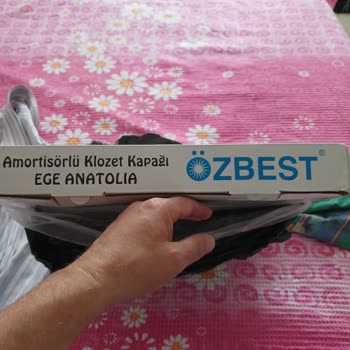 Amortisörlü Klozet Kapağı
EGE ANATOLIA
ÖZBEST®